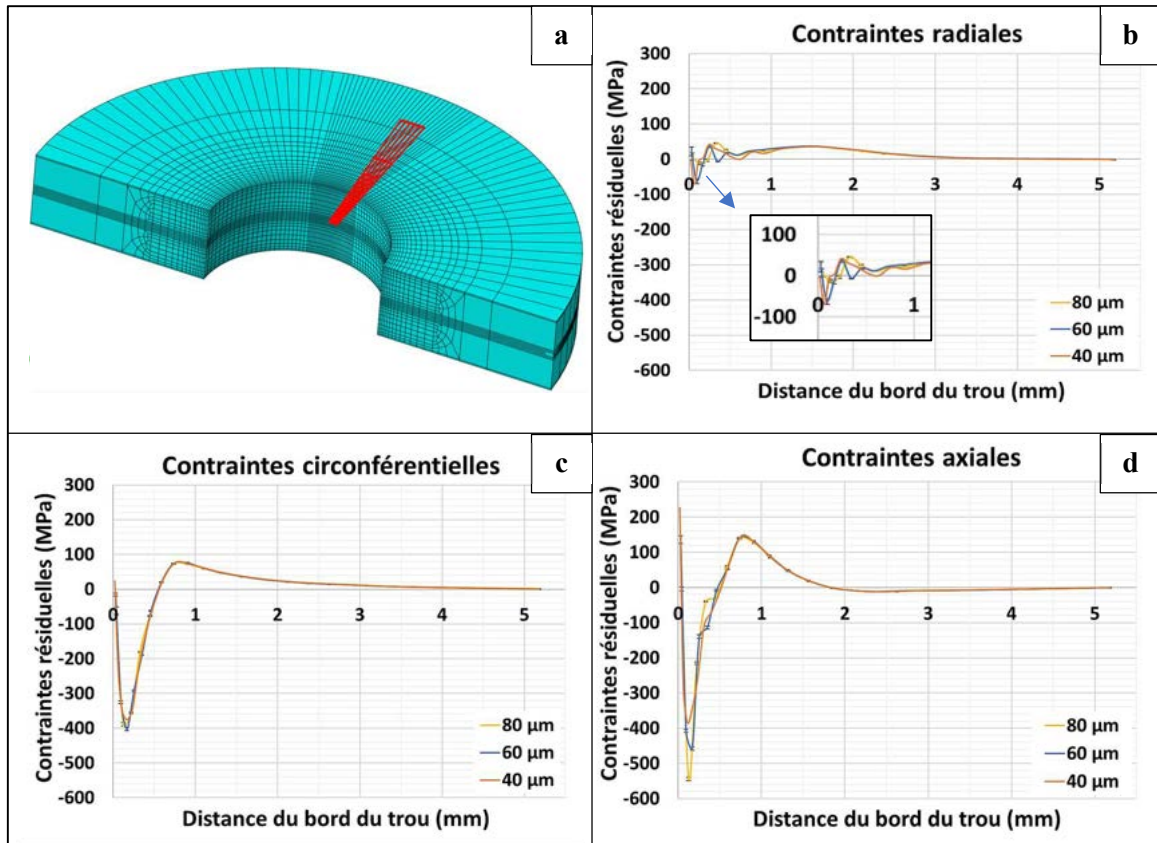 a
b
Contraintes radiales
Contraintes résiduelles (MPa)
300
200
100
0
-100
-200
-300
-400
-500
-600
0
1
2
3
4
5
100
0
-100
0
1
80 µm
60 µm
40 µm
Distance du bord du trou (mm)
c
Contraintes circonférentielles
Contraintes résiduelles (MPa)
300
200
100
0
-100
-200
-300
-400
-500
-600
0
1
2
3
4
5
80 µm
60 µm
40 µm
Distance du bord du trou (mm)
d
Contraintes axiales
Contraintes résiduelles (MPa)
300
200
100
0
-100
-200
-300
-400
-500
-600
0
1
2
3
4
5
80 µm
60 µm
40 µm
Distance du bord du trou (mm)